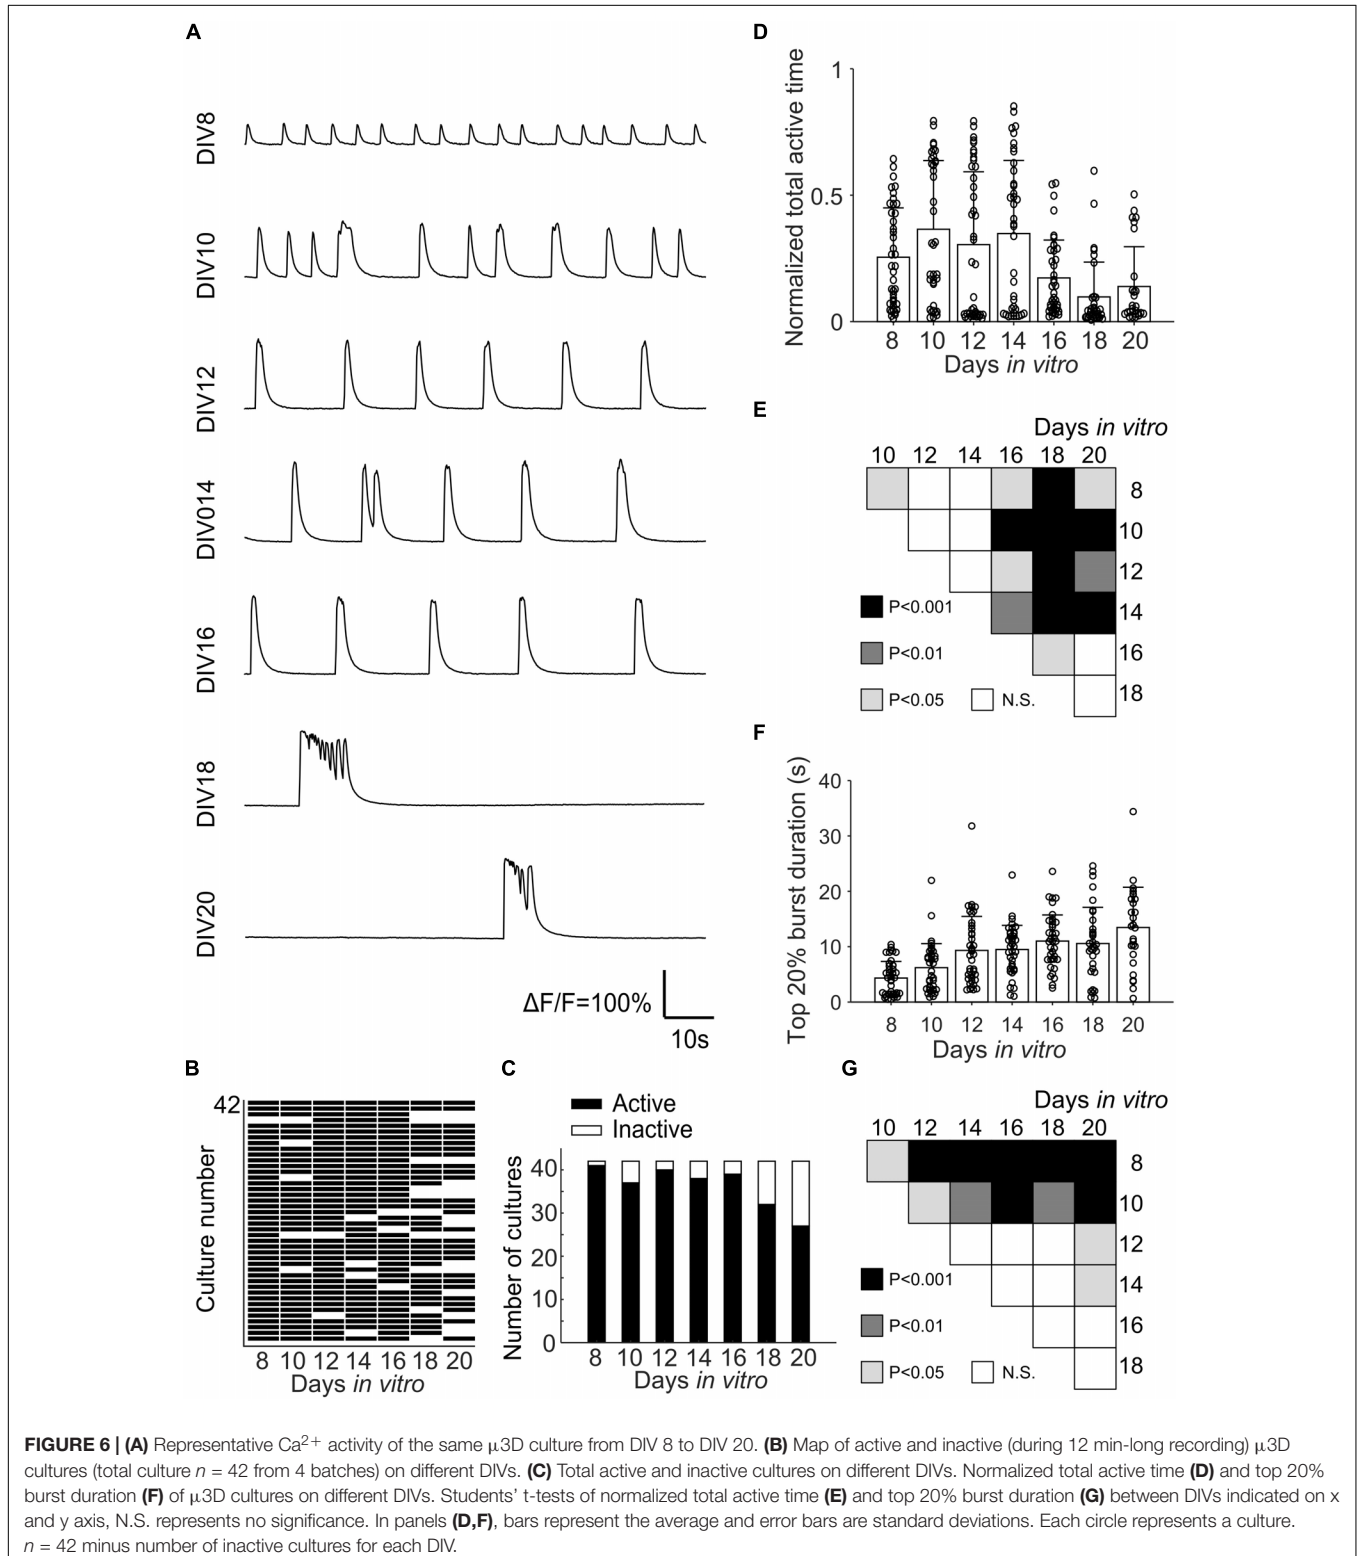 A
DIV8
DIV10
DIV12
DIV014
DIV16
DIV18
DIV20
ΔF/F=100%
10s
B
42
Culture number
8 10 12 14 16 18 20
Days in vitro
C
Active
Inactive
Number of cultures
40
30
20
10
0
8 10 12 14 16 18 20
Days in vitro
D
Normalized total active time
1
0.5
0
8 10 12 14 16 18 20
Days in vitro
E
Days in vitro
10 12 14 16 18 20
8
10
12
14
16
18
P<0.001
P<0.01
P<0.05 N.S.
F
Top 20% burst duration (s)
40
30
20
10
0
8 10 12 14 16 18 20
Days in vitro
G
Days in vitro
10 12 14 16 18 20
8
10
12
14
16
18
P<0.001
P<0.01
P<0.05 N.S.
FIGURE 6 | (A) Representative Ca2+ activity of the same μ3D culture from DIV 8 to DIV 20. (B) Map of active and inactive (during 12 min-long recording) μ3D
cultures (total culture n = 42 from 4 batches) on different DIVs. (C) Total active and inactive cultures on different DIVs. Normalized total active time (D) and top 20%
burst duration (F) of μ3D cultures on different DIVs. Students' t-tests of normalized total active time (E) and top 20% burst duration (G) between DIVs indicated on x
and y axis, N.S. represents no significance. In panels (D,F), bars represent the average and error bars are standard deviations. Each circle represents a culture.
n = 42 minus number of inactive cultures for each DIV.